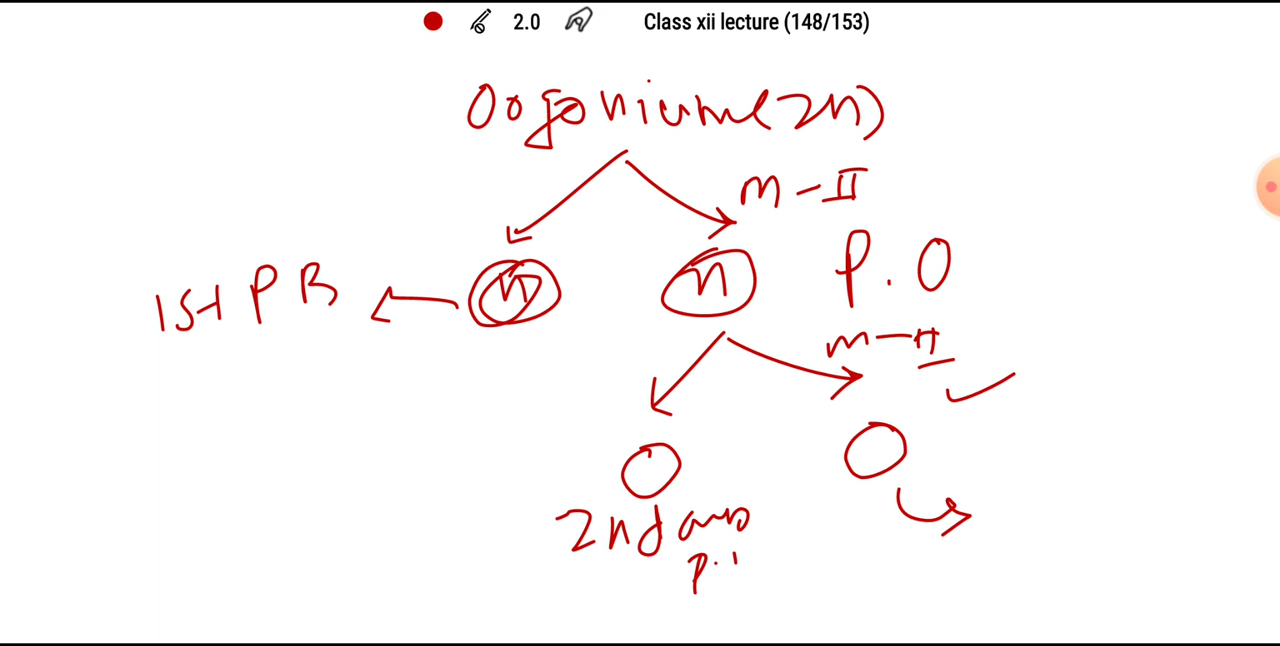 2.0 Class xii lecture (148/153)
Oogonium(2n)
m-II
n n P.O
1st PB
m-II
2nd
P.